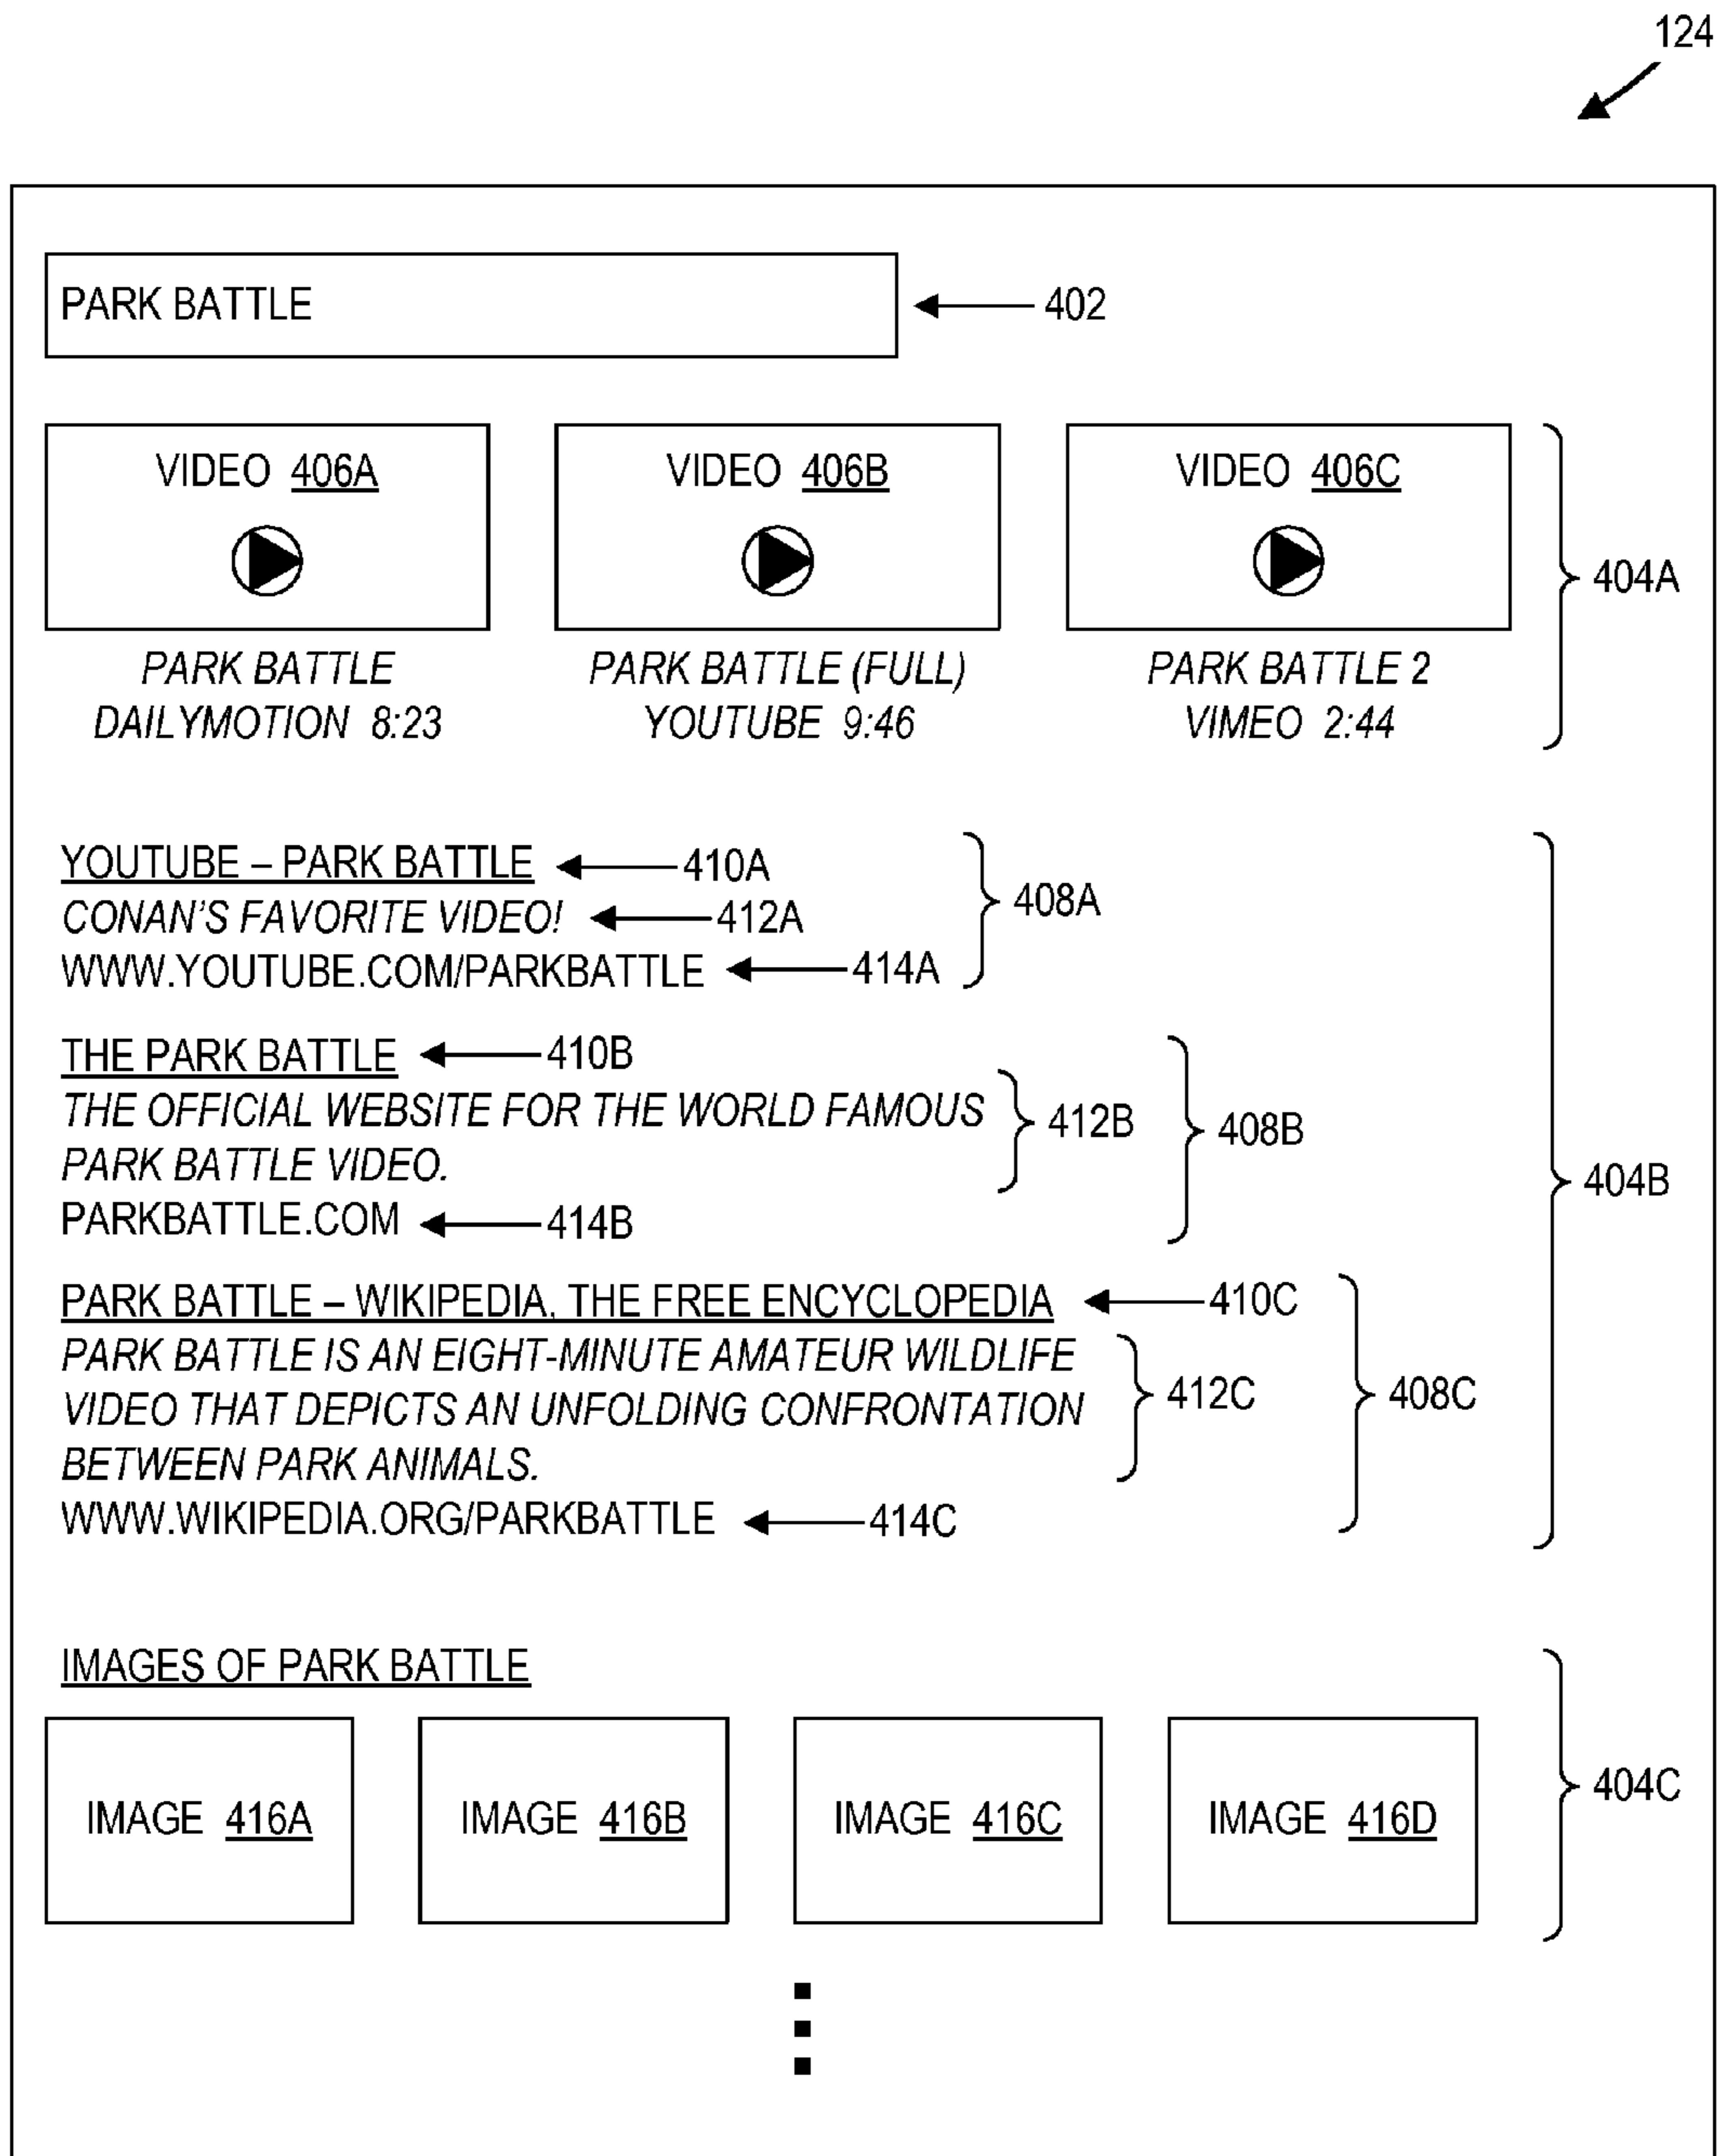 124
PARK BATTLE 402
VIDEO 406A VIDEO 406B VIDEO 406C
404A
PARK BATTLE PARK BATTLE (FULL) PARK BATTLE 2
DAILYMOTION 8:23 YOUTUBE 9:46 VIMEO 2:44
YOUTUBE – PARK BATTLE 410A
CONAN'S FAVORITE VIDEO! 412A 408A
WWW.YOUTUBE.COM/PARKBATTLE 414A
THE PARK BATTLE 410B
THE OFFICIAL WEBSITE FOR THE WORLD FAMOUS 412B 408B
PARK BATTLE VIDEO. 404B
PARKBATTLE.COM 414B
PARK BATTLE – WIKIPEDIA, THE FREE ENCYCLOPEDIA 410C
PARK BATTLE IS AN EIGHT-MINUTE AMATEUR WILDLIFE
VIDEO THAT DEPICTS AN UNFOLDING CONFRONTATION 412C 408C
BETWEEN PARK ANIMALS.
WWW.WIKIPEDIA.ORG/PARKBATTLE 414C
IMAGES OF PARK BATTLE
404C
IMAGE 416A IMAGE 416B IMAGE 416C IMAGE 416D